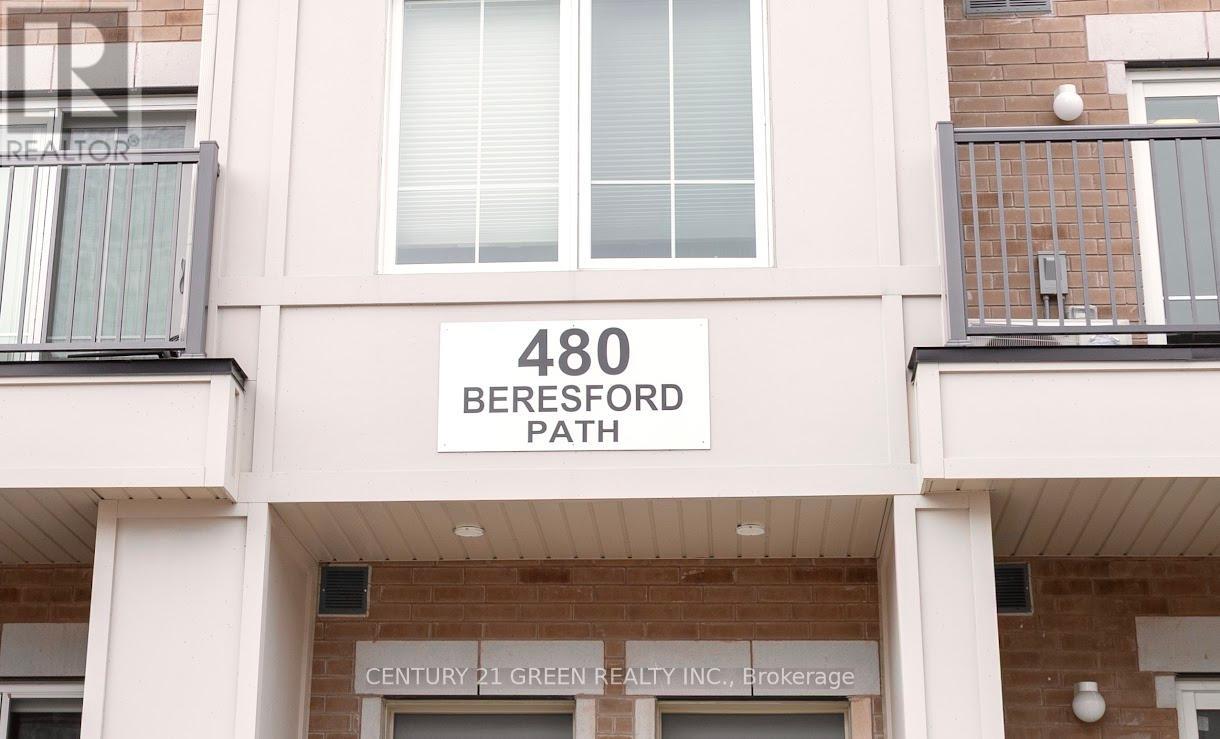 REALTOR®
480
BERESFORD
PATH
CENTURY 21 GREEN REALTY INC., Brokerage